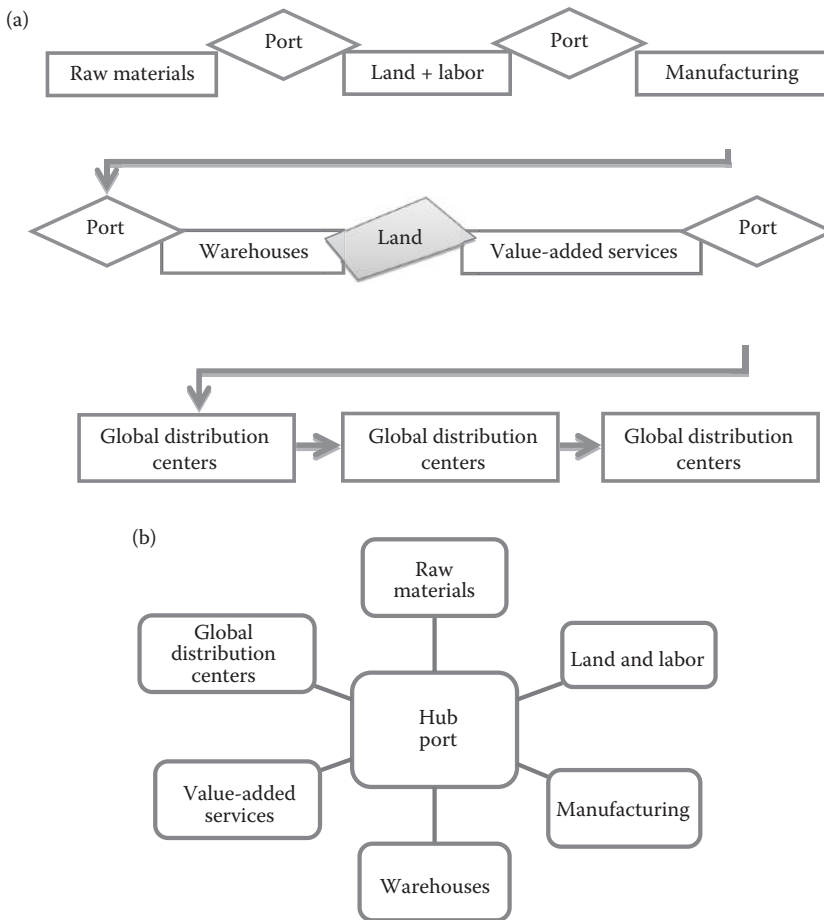 (a)
Raw materials
Port
Land + labor
Port
Manufacturing
Port
Warehouses
Land
Value-added services
Port
Global distribution
centers
Global distribution
centers
Global distribution
centers
(b)
Raw
materials
Global
distribution
centers
Land and labor
Hub
port
Value-added
services
Manufacturing
Warehouses